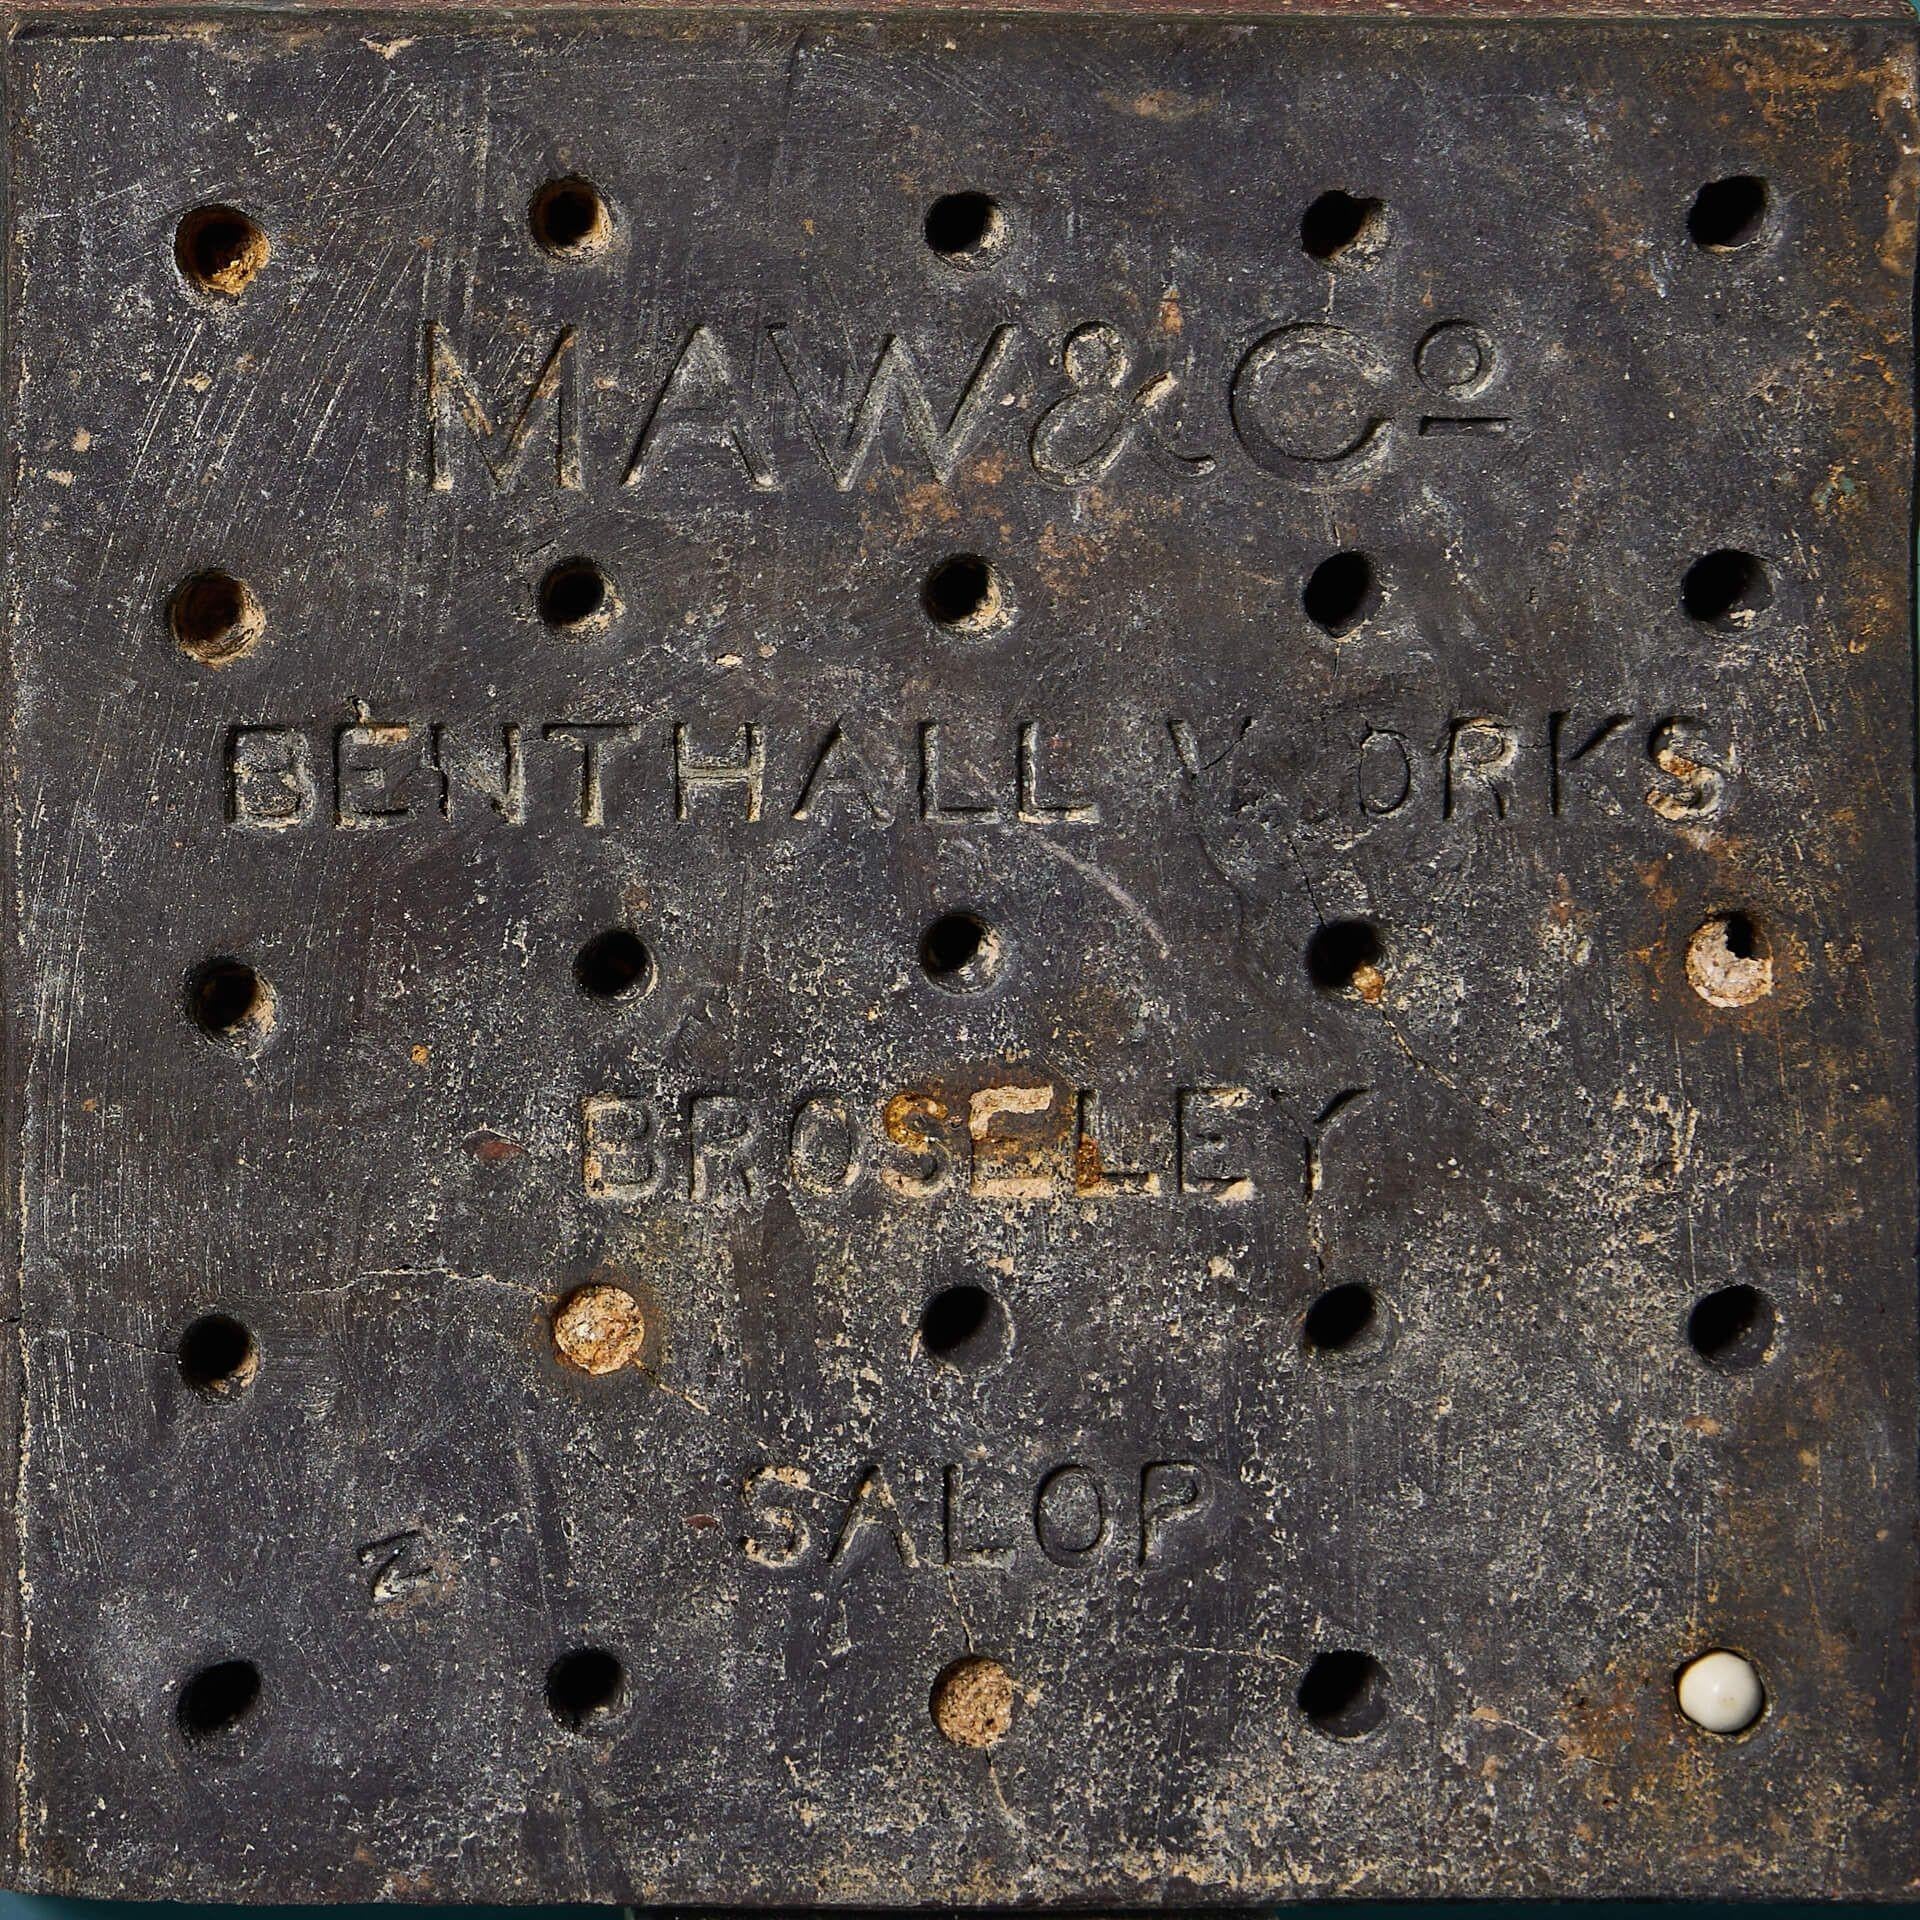 MAW & Cº
BENTHALL WORKS
BROSELEY
SALOP
N